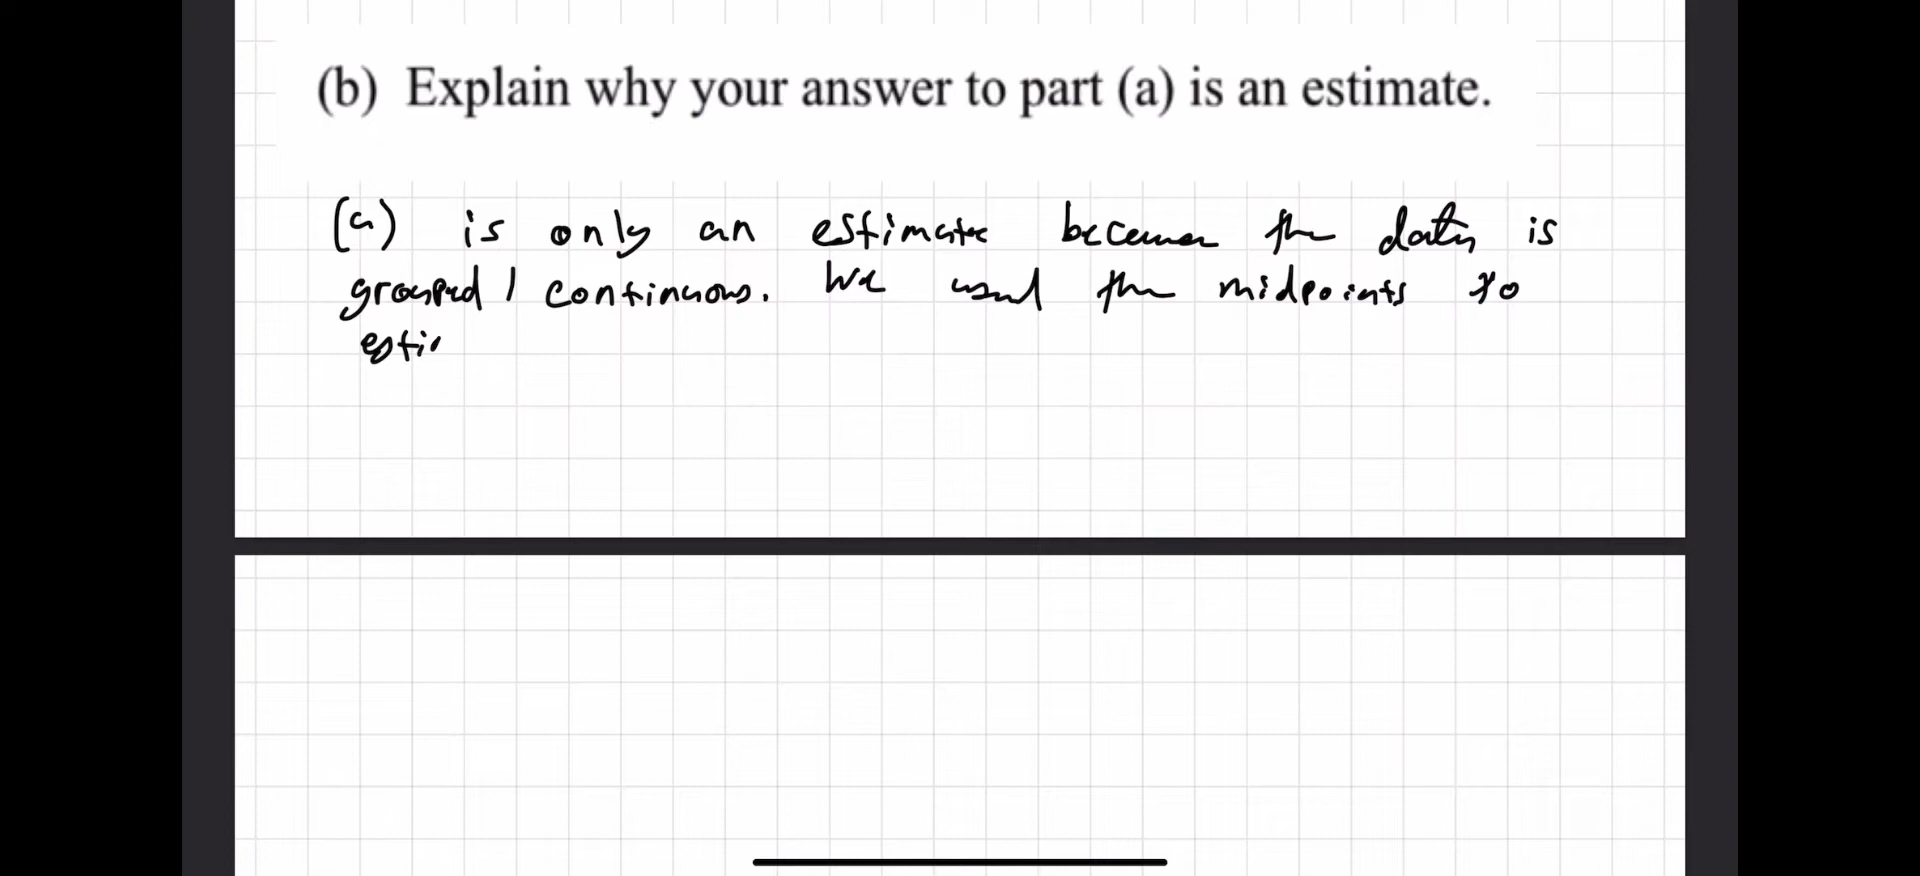 (b) Explain why your answer to part (a) is an estimate.
(a) is only an estimate because the data is
grouped / continuous. We used the midpoints to
esti